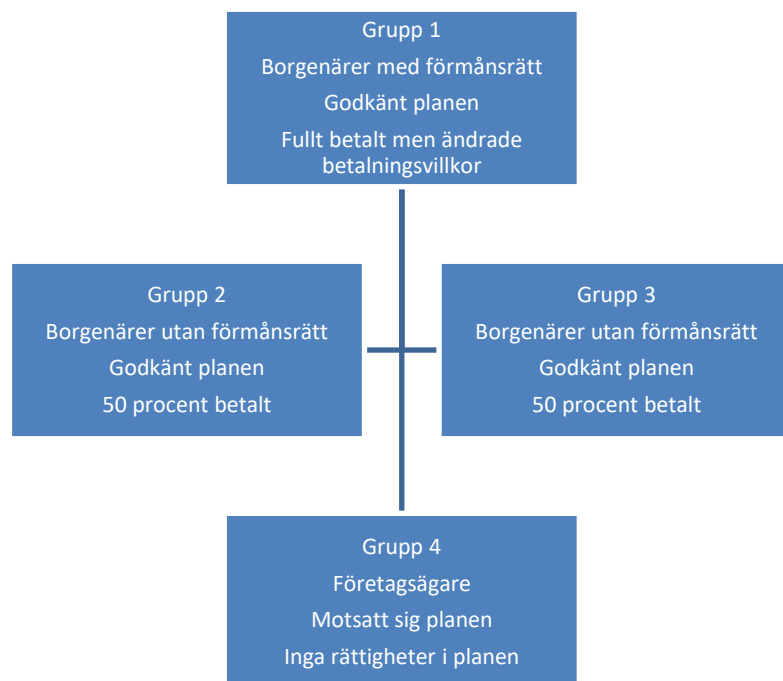 Grupp 1
Borgenärer med förmånsrätt
Godkänt planen
Fullt betalt men ändrade
betalningsvillkor
Grupp 2
Borgenärer utan förmånsrätt
Godkänt planen
50 procent betalt
Grupp 3
Borgenärer utan förmånsrätt
Godkänt planen
50 procent betalt
Grupp 4
Företagsägare
Motsatt sig planen
Inga rättigheter i planen